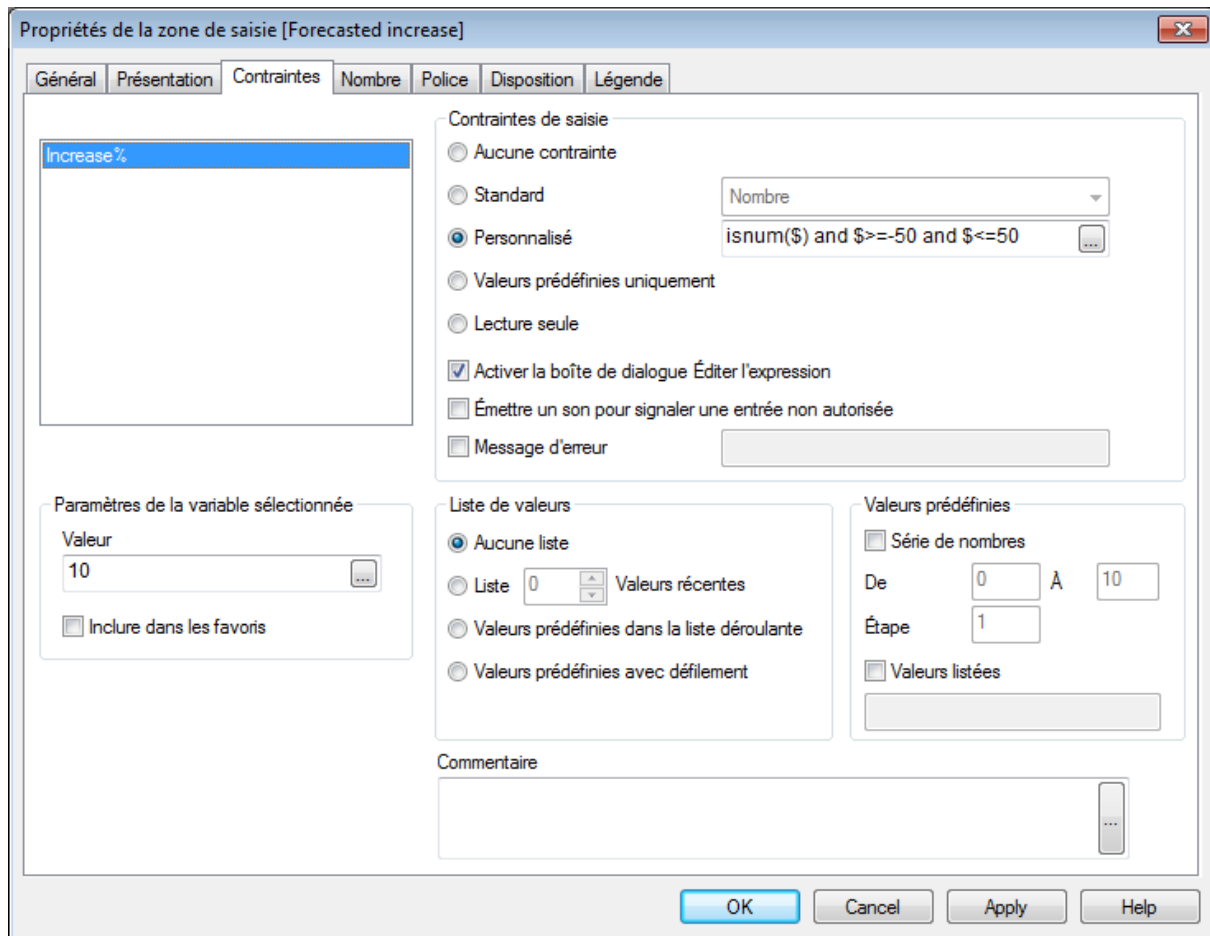 Propriétés de la zone de saisie [Forecasted increase]
Général Présentation Contraintes Nombre Police Disposition Légende
Increase%
Contraintes de saisie
Aucune contrainte
Standard Nombre
Personnalisé isnum($) and $>=-50 and $<=50 ...
Valeurs prédéfinies uniquement
Lecture seule
Activer la boîte de dialogue Éditer l'expression
Émettre un son pour signaler une entrée non autorisée
Message d'erreur
Paramètres de la variable sélectionnée
Valeur
10 ...
Inclure dans les favoris
Liste de valeurs
Aucune liste
Liste 0 Valeurs récentes
Valeurs prédéfinies dans la liste déroulante
Valeurs prédéfinies avec défilement
Valeurs prédéfinies
Série de nombres
De 0 À 10
Étape 1
Valeurs listées
Commentaire
...
OK Cancel Apply Help